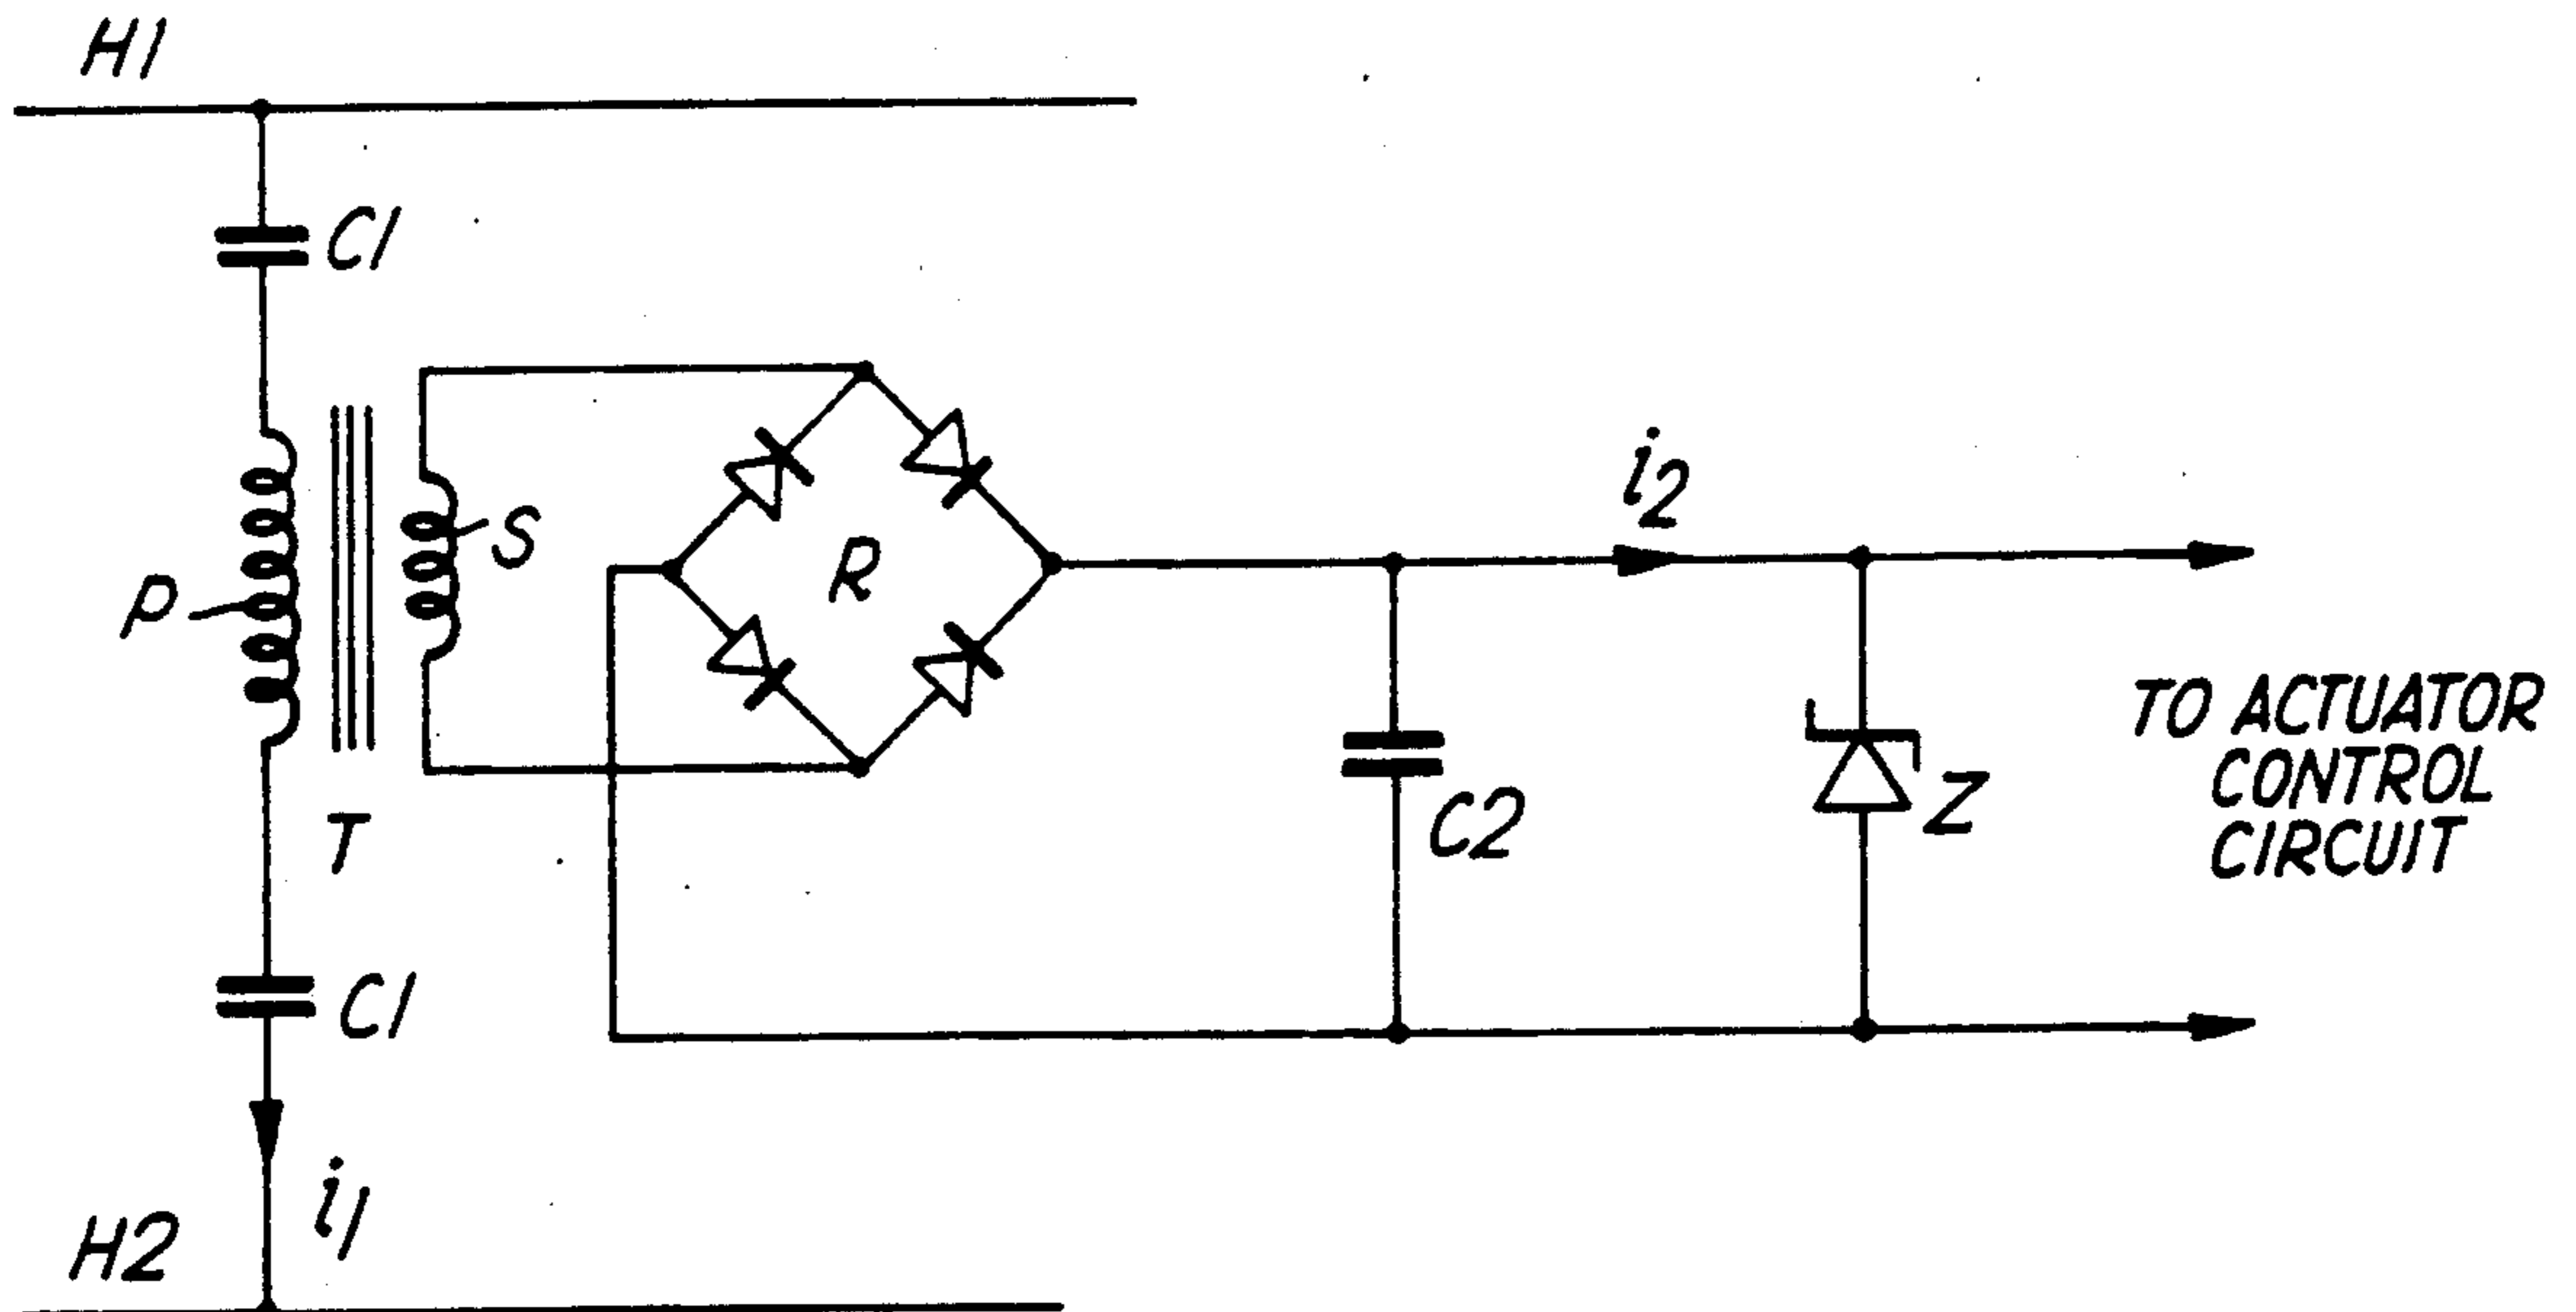 H1
C1
S
P
R
i2
T
C2
Z
TO ACTUATOR
CONTROL
CIRCUIT
C1
i1
H2